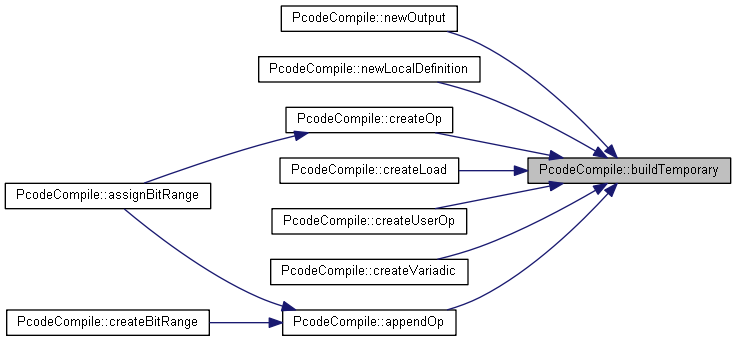 PcodeCompile::newOutput
PcodeCompile::newLocalDefinition
PcodeCompile::createOp
PcodeCompile::createLoad
PcodeCompile::buildTemporary
PcodeCompile::assignBitRange
PcodeCompile::createUserOp
PcodeCompile::createVariadic
PcodeCompile::createBitRange
PcodeCompile::appendOp